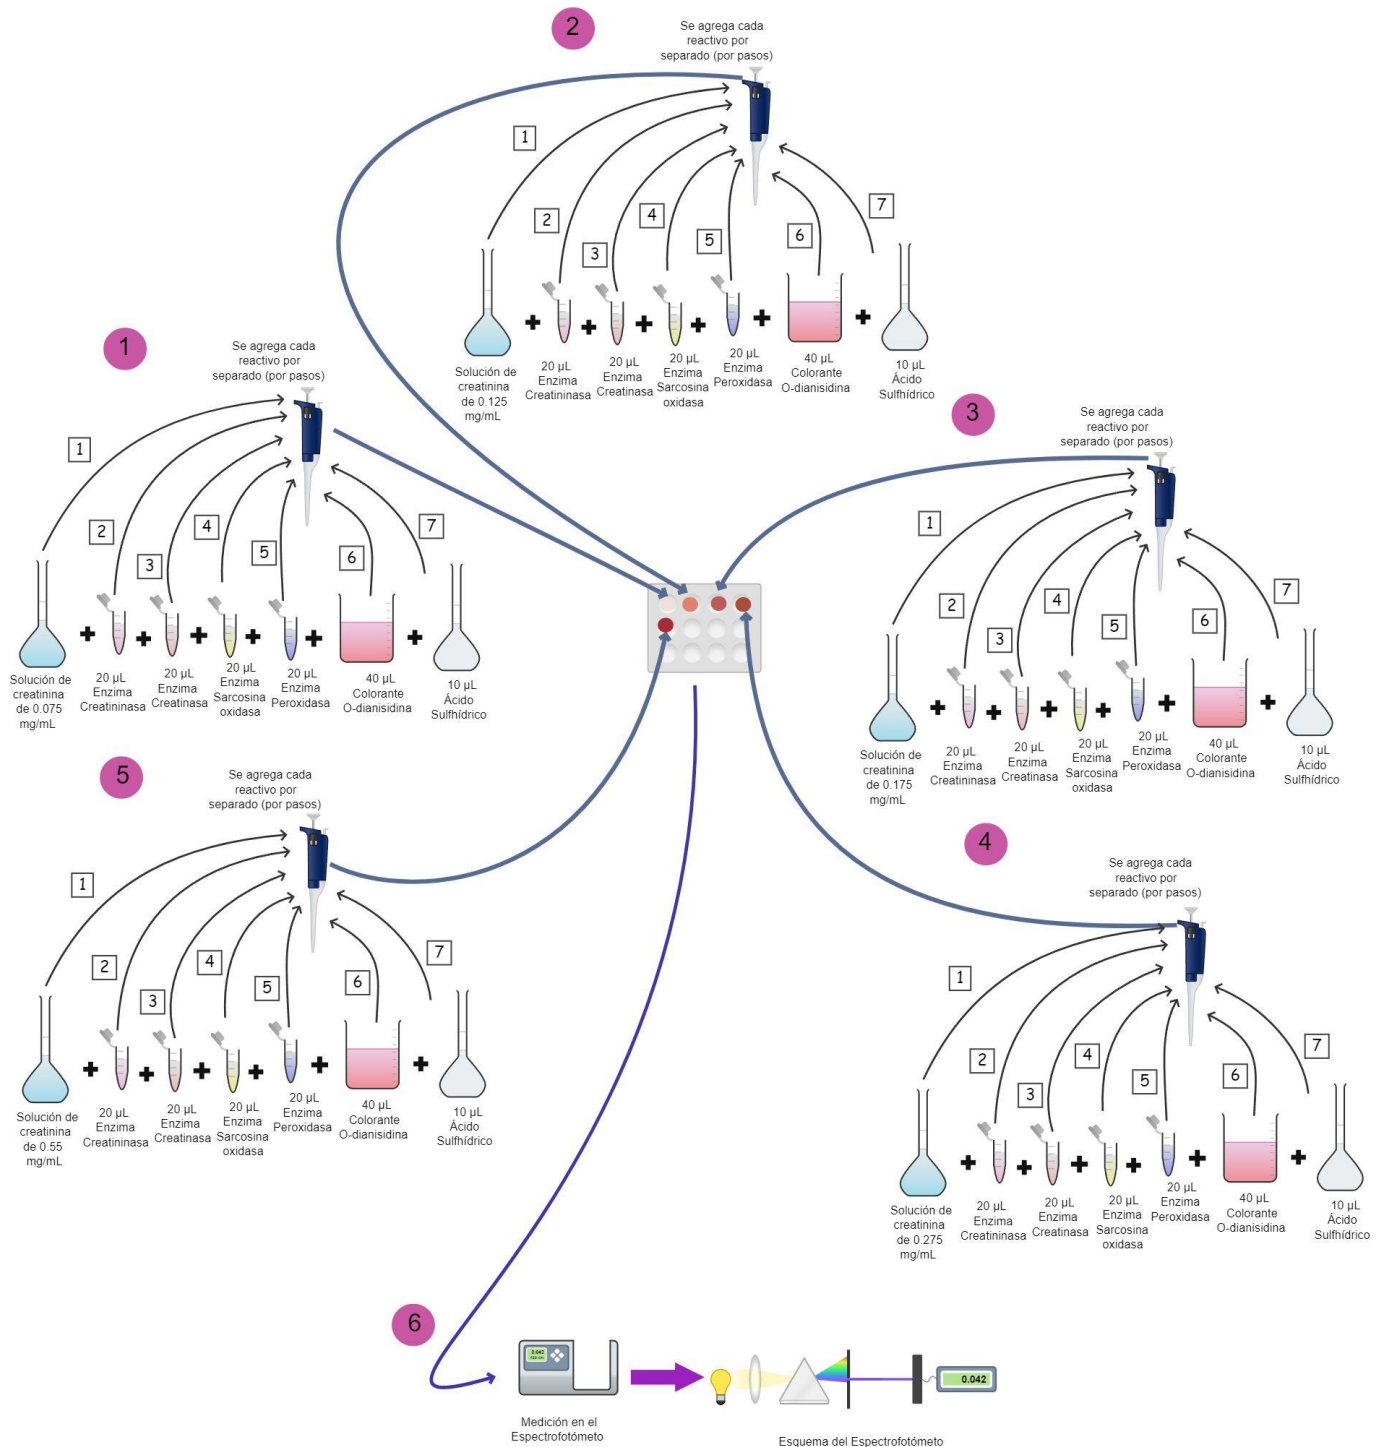 2
Se agrega cada
reactivo por
separado (por pasos)
1
2
3
4
5
6
7
Solución de
creatinina
de 0.125
mg/mL
20 µL
Enzima
Creatininasa
20 µL
Enzima
Creatinasa
20 µL
Enzima
Sarcosina
oxidasa
20 µL
Enzima
Peroxidasa
40 µL
Colorante
O-dianisidina
10 µL
Ácido
Sulfhídrico
1
Se agrega cada
reactivo por
separado (por pasos)
1
2
3
4
5
6
7
Solución de
creatinina
de 0.075
mg/mL
20 µL
Enzima
Creatininasa
20 µL
Enzima
Creatinasa
20 µL
Enzima
Sarcosina
oxidasa
20 µL
Enzima
Peroxidasa
40 µL
Colorante
O-dianisidina
10 µL
Ácido
Sulfhídrico
3
Se agrega cada
reactivo por
separado (por pasos)
1
2
3
4
5
6
7
Solución de
creatinina
de 0.175
mg/mL
20 µL
Enzima
Creatininasa
20 µL
Enzima
Creatinasa
20 µL
Enzima
Sarcosina
oxidasa
20 µL
Enzima
Peroxidasa
40 µL
Colorante
O-dianisidina
10 µL
Ácido
Sulfhídrico
5
Se agrega cada
reactivo por
separado (por pasos)
1
2
3
4
5
6
7
Solución de
creatinina
de 0.55
mg/mL
20 µL
Enzima
Creatininasa
20 µL
Enzima
Creatinasa
20 µL
Enzima
Sarcosina
oxidasa
20 µL
Enzima
Peroxidasa
40 µL
Colorante
O-dianisidina
10 µL
Ácido
Sulfhídrico
4
Se agrega cada
reactivo por
separado (por pasos)
1
2
3
4
5
6
7
Solución de
creatinina
de 0.275
mg/mL
20 µL
Enzima
Creatininasa
20 µL
Enzima
Creatinasa
20 µL
Enzima
Sarcosina
oxidasa
20 µL
Enzima
Peroxidasa
40 µL
Colorante
O-dianisidina
10 µL
Ácido
Sulfhídrico
6
0.042
Medición en el
Espectrofotómeto
0.042
Esquema del Espectrofotómeto